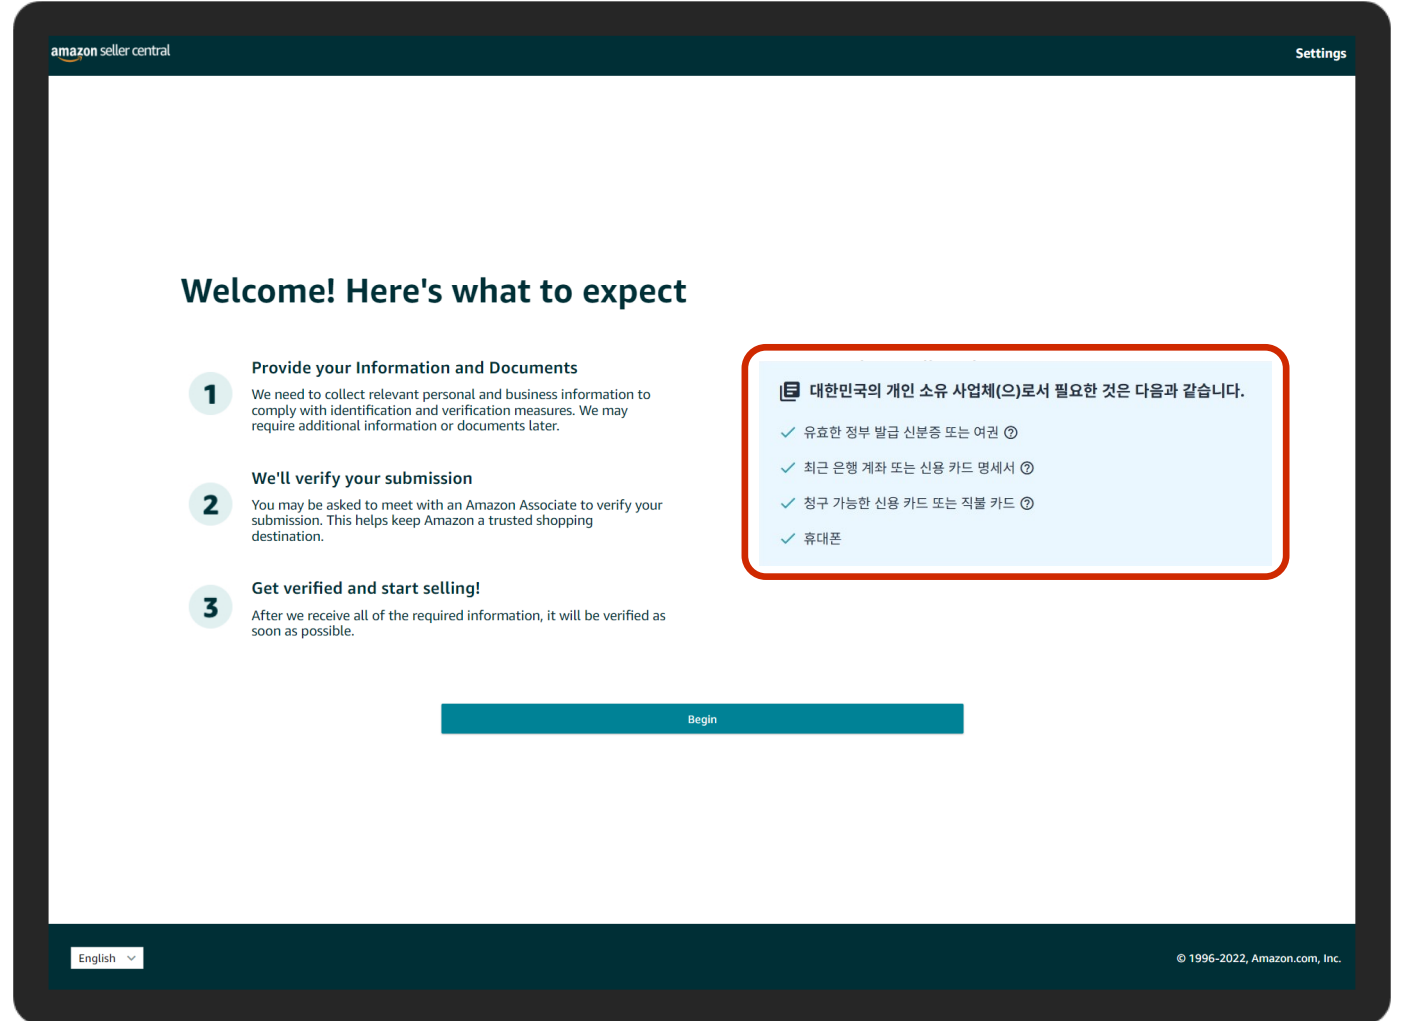 amazon seller central
Settings
Welcome! Here's what to expect
1
Provide your Information and Documents
We need to collect relevant personal and business information to
comply with identification and verification measures. We may
require additional information or documents later.
2
We'll verify your submission
You may be asked to meet with an Amazon Associate to verify your
submission. This helps keep Amazon a trusted shopping
destination.
3
Get verified and start selling!
After we receive all of the required information, it will be verified as
soon as possible.
대한민국의 개인 소유 사업체(으)로서 필요한 것은 다음과 같습니다.
유효한 정부 발급 신분증 또는 여권 ?
최근 은행 계좌 또는 신용 카드 명세서 ?
청구 가능한 신용 카드 또는 직불 카드 ?
휴대폰
Begin
English
© 1996-2022, Amazon.com, Inc.